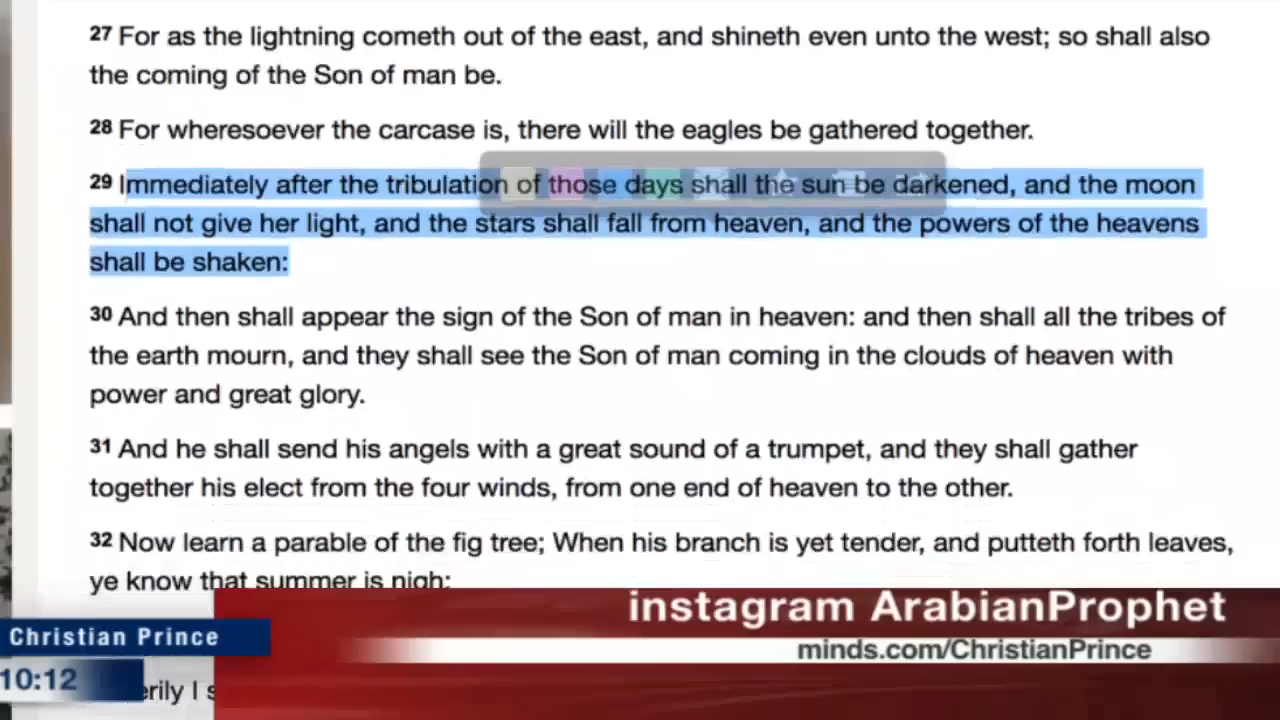 27 For as the lightning cometh out of the east, and shineth even unto the west; so shall also
the coming of the Son of man be.
28 For wheresoever the carcase is, there will the eagles be gathered together.
29 Immediately after the tribulation of those days shall the sun be darkened, and the moon
shall not give her light, and the stars shall fall from heaven, and the powers of the heavens
shall be shaken:
30 And then shall appear the sign of the Son of man in heaven: and then shall all the tribes of
the earth mourn, and they shall see the Son of man coming in the clouds of heaven with
power and great glory.
31 And he shall send his angels with a great sound of a trumpet, and they shall gather
together his elect from the four winds, from one end of heaven to the other.
32 Now learn a parable of the fig tree; When his branch is yet tender, and putteth forth leaves,
ye know that summer is nigh:
instagram ArabianProphet
Christian Prince
minds.com/ChristianPrince
10:12
erily I s